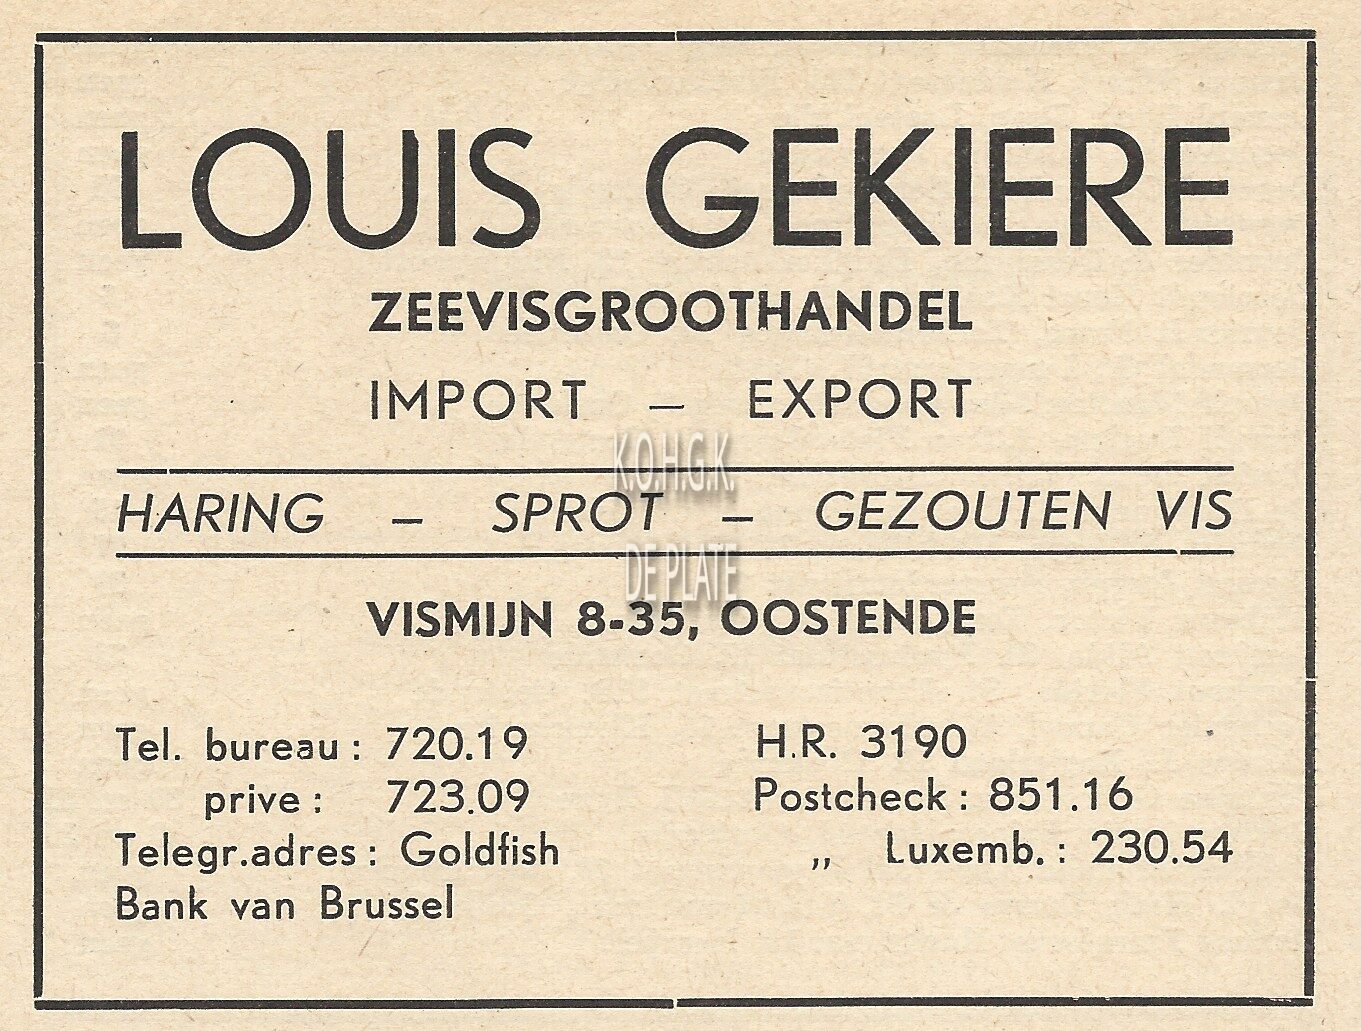 LOUIS GEKIERE
ZEEVISGROOTHANDEL
IMPORT — EXPORT
K.O.H.G.K.
HARING – SPROT – GEZOUTEN VIS
DE PLATE
VISMIJN 8-35, OOSTENDE
Tel. bureau : 720.19
prive : 723.09
Telegr.adres : Goldfish
Bank van Brussel
H.R. 3190
Postcheck : 851.16
„ Luxemb. : 230.54